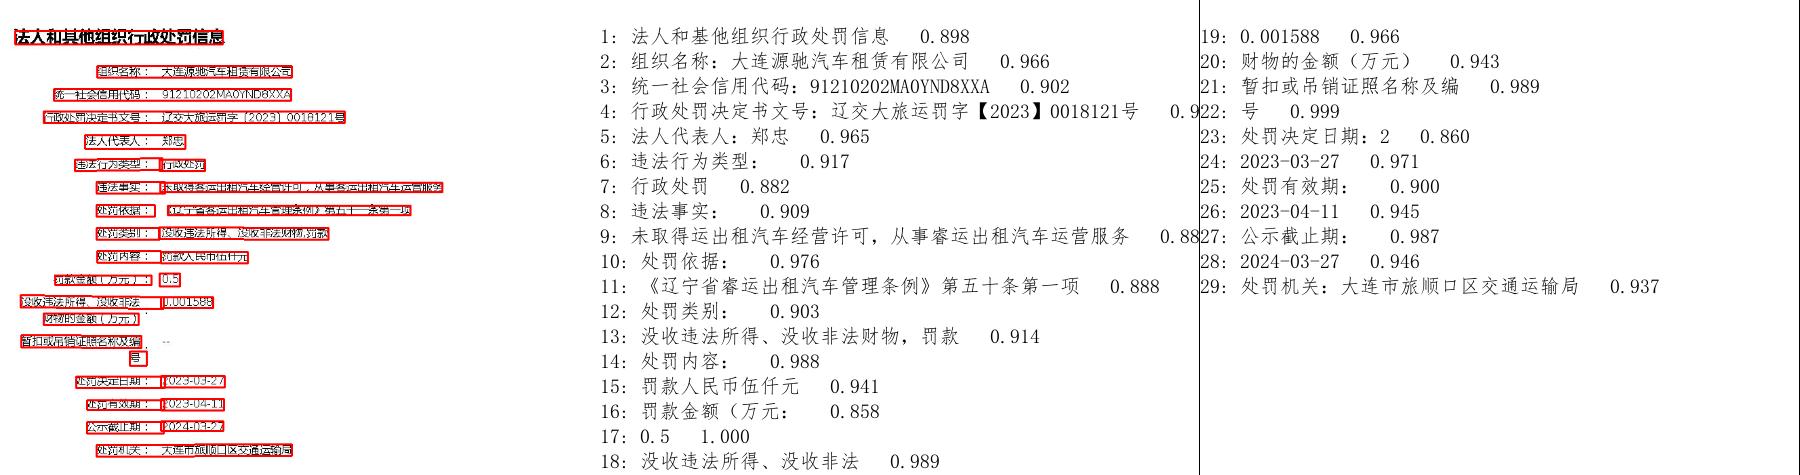 法人和其他组织行政处罚信息
组织名称： 大连源驰汽车租赁有限公司
统一社会信用代码： 91210202MA0YND8XXA
行政处罚决定书文号： 辽交大旅运罚字〔2023〕0018121号
法人代表人： 郑忠
违法行为类型： 行政处罚
违法事实： 未取得客运出租汽车经营许可，从事客运出租汽车运营服务
处罚依据： 《辽宁省客运出租汽车管理条例》第五十一条第一项
处罚类别： 没收违法所得、没收非法财物,罚款
处罚内容： 罚款人民币伍仟元
罚款金额（万元）： 0.5
没收违法所得、没收非法 0.001588
财物的金额（万元）：
暂扣或吊销证照名称及编 --
号：
处罚决定日期： 2023-03-27
处罚有效期： 2023-04-11
公示截止期： 2024-03-27
处罚机关： 大连市旅顺口区交通运输局
1: 法人和基他组织行政处罚信息 0.898
2: 组织名称: 大连源驰汽车租赁有限公司 0.966
3: 统一社会信用代码: 91210202MA0YND8XXA 0.902
4: 行政处罚决定书文号: 辽交大旅运罚字【2023】0018121号 0.9
5: 法人代表人: 郑忠 0.965
6: 违法行为类型: 0.917
7: 行政处罚 0.882
8: 违法事实: 0.909
9: 未取得运出租汽车经营许可, 从事睿运出租汽车运营服务 0.88
10: 处罚依据: 0.976
11: 《辽宁省睿运出租汽车管理条例》第五十条第一项 0.888
12: 处罚类别: 0.903
13: 没收违法所得、没收非法财物, 罚款 0.914
14: 处罚内容: 0.988
15: 罚款人民币伍仟元 0.941
16: 罚款金额（万元: 0.858
17: 0.5 1.000
18: 没收违法所得、没收非法 0.989
19: 0.001588 0.966
20: 财物的金额（万元） 0.943
21: 暂扣或吊销证照名称及编 0.989
22: 号 0.999
23: 处罚决定日期: 2 0.860
24: 2023-03-27 0.971
25: 处罚有效期: 0.900
26: 2023-04-11 0.945
27: 公示截止期: 0.987
28: 2024-03-27 0.946
29: 处罚机关: 大连市旅顺口区交通运输局 0.937